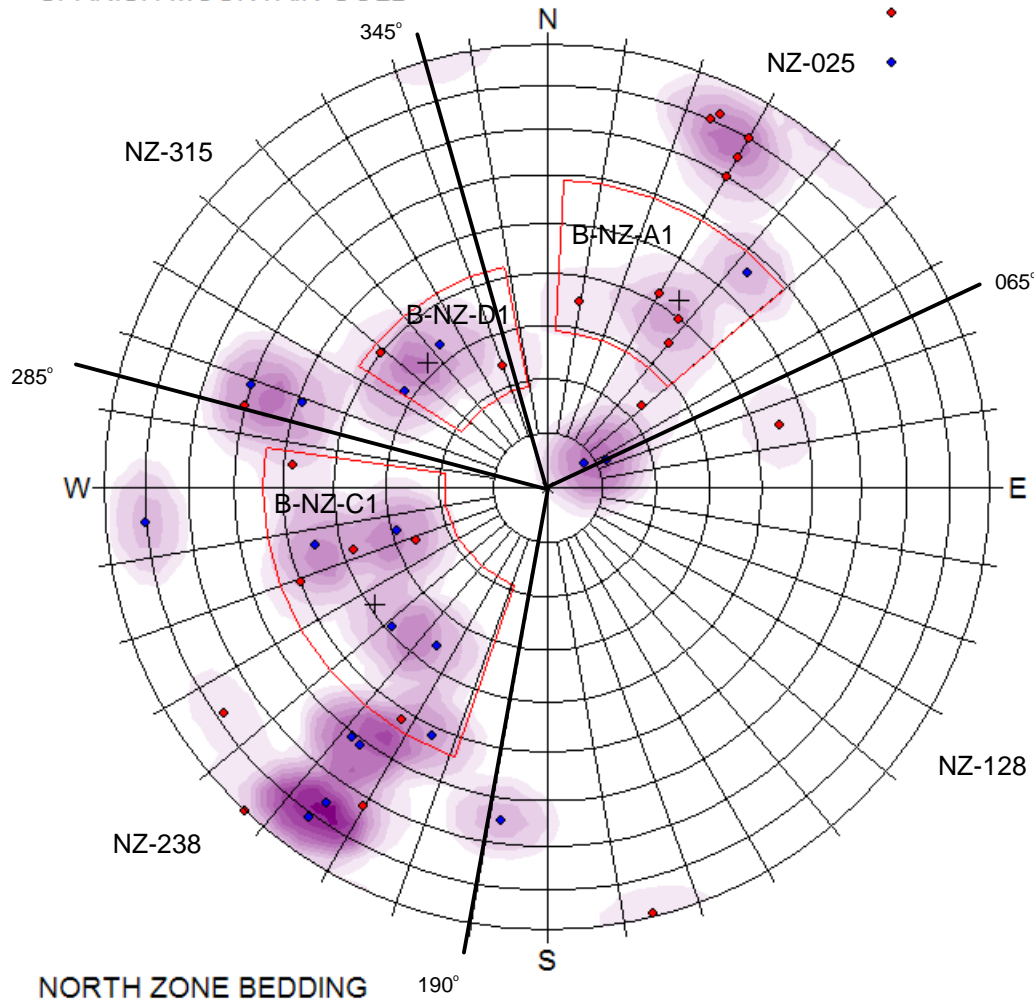 N
345°
NZ-025
NZ-315
B-NZ-A1
065°
B-NZ-D1
285°
W
E
B-NZ-C1
NZ-128
NZ-238
S
NORTH ZONE BEDDING
190°